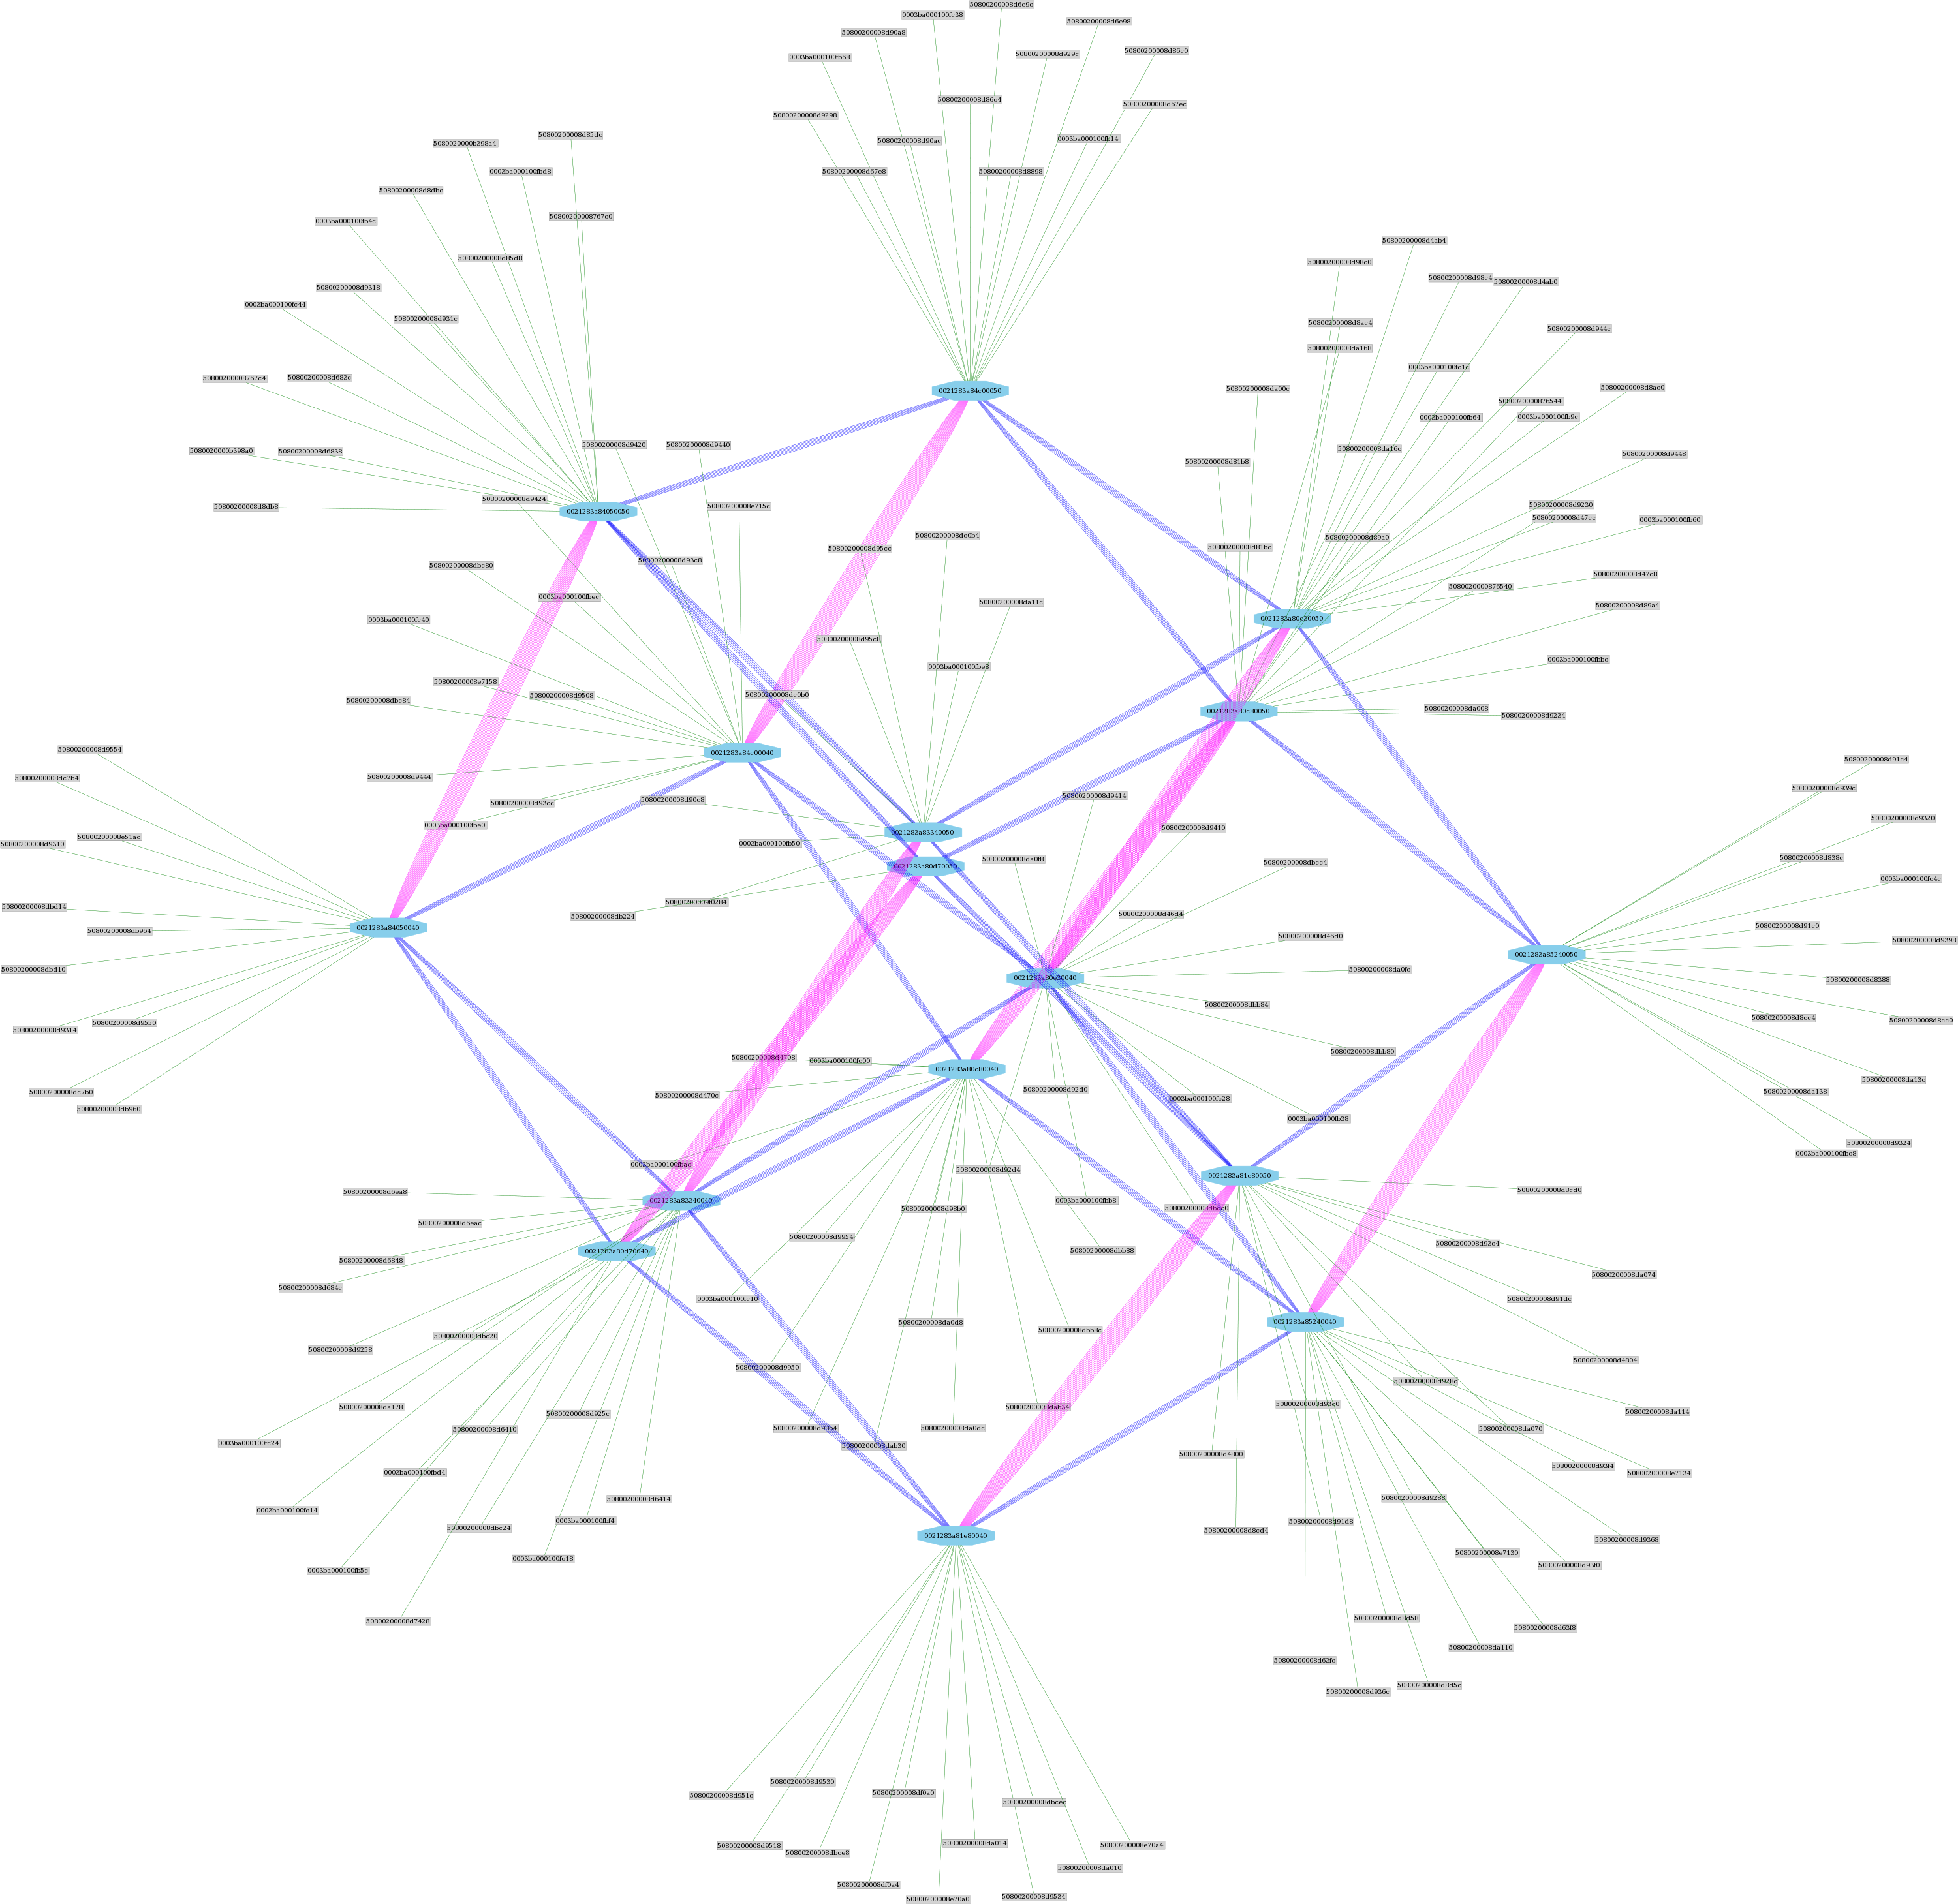 50800200008d6e9c
0003ba000100fc38
50800200008d6e98
50800200008d90a8
50800200008d86c0
50800200008d929c
0003ba000100fb68
50800200008d86c4
50800200008d67ec
50800200008d9298
50800200008d85dc
0003ba000100fb14
50800200008d90ac
5080020000b398a4
0003ba000100fbd8
50800200008d67e8
50800200008d8898
50800200008d8dbc
50800200008767c0
0003ba000100fb4c
50800200008d4ab4
50800200008d85d8
50800200008d98c0
50800200008d98c4
50800200008d4ab0
50800200008d9318
0003ba000100fc44
50800200008d931c
50800200008d8ac4
50800200008d944c
50800200008da168
0003ba000100fc1c
50800200008767c4
50800200008d683c
50800200008da00c
50800200008d8ac0
0021283a84c00050
5080020000876544
0003ba000100fb64
0003ba000100fb9c
50800200008d9420
50800200008d9440
5080020000b398a0
50800200008d6838
50800200008da16c
50800200008d9448
50800200008d81b8
50800200008d9424
50800200008d8db8
50800200008e715c
0021283a84050050
50800200008d9230
50800200008d47cc
0003ba000100fb60
50800200008dc0b4
50800200008d89a0
50800200008d95cc
50800200008d81bc
50800200008d93c8
50800200008dbc80
50800200008d47c8
5080020000876540
0003ba000100fbec
50800200008da11c
50800200008d89a4
0003ba000100fc40
0021283a80e30050
50800200008d95c8
0003ba000100fbbc
0003ba000100fbe8
50800200008e7158
50800200008d9508
50800200008dc0b0
50800200008dbc84
50800200008da008
0021283a80c80050
50800200008d9234
50800200008d9554
0021283a84c00040
50800200008d91c4
50800200008d9444
50800200008dc7b4
50800200008d939c
50800200008d9414
50800200008d90c8
50800200008d93cc
50800200008d9320
0003ba000100fbe0
50800200008d9410
0021283a83340050
50800200008e51ac
50800200008d9310
0003ba000100fb50
50800200008d838c
50800200008da0f8
50800200008dbcc4
0021283a80d70050
0003ba000100fc4c
5080020009f0284
50800200008dbd14
50800200008d46d4
50800200008db224
50800200008d91c0
0021283a84050040
50800200008db964
50800200008d46d0
50800200008d9398
0021283a85240050
50800200008dbd10
50800200008da0fc
0021283a80e30040
50800200008d8388
50800200008dbb84
50800200008d8cc4
50800200008d8cc0
50800200008d9550
50800200008d9314
50800200008dbb80
50800200008d4708
0003ba000100fc00
0021283a80c80040
50800200008da13c
50800200008d92d0
50800200008dc7b0
50800200008da138
50800200008d470c
0003ba000100fc28
50800200008db960
0003ba000100fb38
50800200008d9324
0003ba000100fbc8
0003ba000100fbac
50800200008d92d4
0021283a81e80050
50800200008d8cd0
50800200008d6ea8
0021283a83340040
0003ba000100fbb8
50800200008dbcc0
50800200008d98b0
50800200008d6eac
50800200008d9954
50800200008d93c4
0021283a80d70040
50800200008dbb88
50800200008d6848
50800200008da074
50800200008d684c
0003ba000100fc10
50800200008d91dc
50800200008da0d8
0021283a85240040
50800200008dbb8c
50800200008dbc20
50800200008d9258
50800200008d4804
50800200008d9950
50800200008d928c
50800200008d93c0
50800200008da178
50800200008dab34
50800200008da114
50800200008d925c
50800200008d98b4
50800200008da0dc
50800200008da070
50800200008d6410
0003ba000100fc24
50800200008dab30
50800200008d4800
50800200008d93f4
0003ba000100fbd4
50800200008e7134
50800200008d9288
50800200008d6414
0003ba000100fc14
0003ba000100fbf4
50800200008d91d8
50800200008dbc24
50800200008d8cd4
0021283a81e80040
50800200008d9368
50800200008e7130
0003ba000100fc18
50800200008d93f0
0003ba000100fb5c
50800200008d8d58
50800200008d7428
50800200008d63f8
50800200008da110
50800200008d63fc
50800200008d8d5c
50800200008d936c
50800200008d9530
50800200008df0a0
50800200008d951c
50800200008dbcec
50800200008da014
50800200008e70a4
50800200008d9518
50800200008dbce8
50800200008da010
50800200008df0a4
50800200008d9534
50800200008e70a0